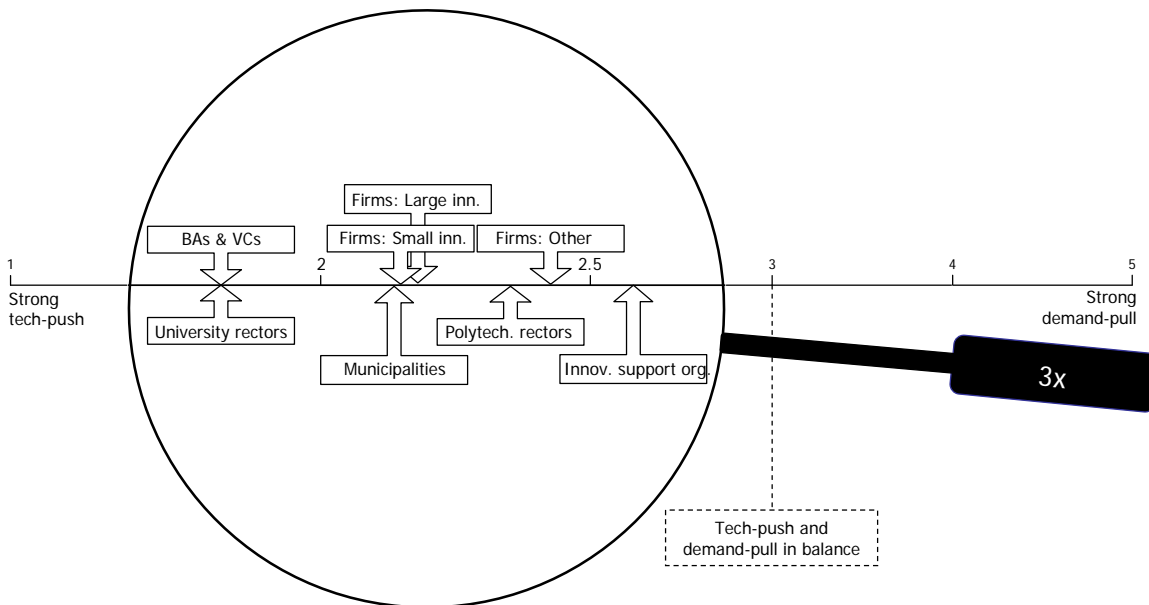 Firms: Large inn.
BAs & VCs
Firms: Small inn.
Firms: Other
1
2
2.5
3
4
5
Strong
tech-push
Strong
demand-pull
University rectors
Polytech. rectors
Municipalities
Innov. support org.
3x
Tech-push and
demand-pull in balance